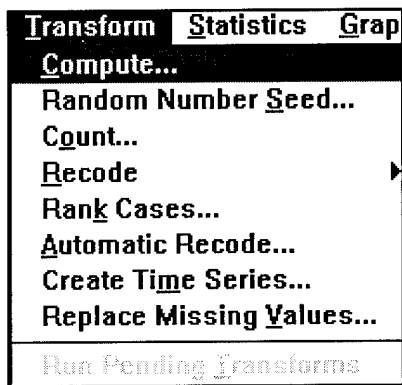 Transform Statistics Grap
Compute...
Random Number Seed...
Count...
Recode
Rank Cases...
Automatic Recode...
Create Time Series...
Replace Missing Values...
Run Pending Transforms